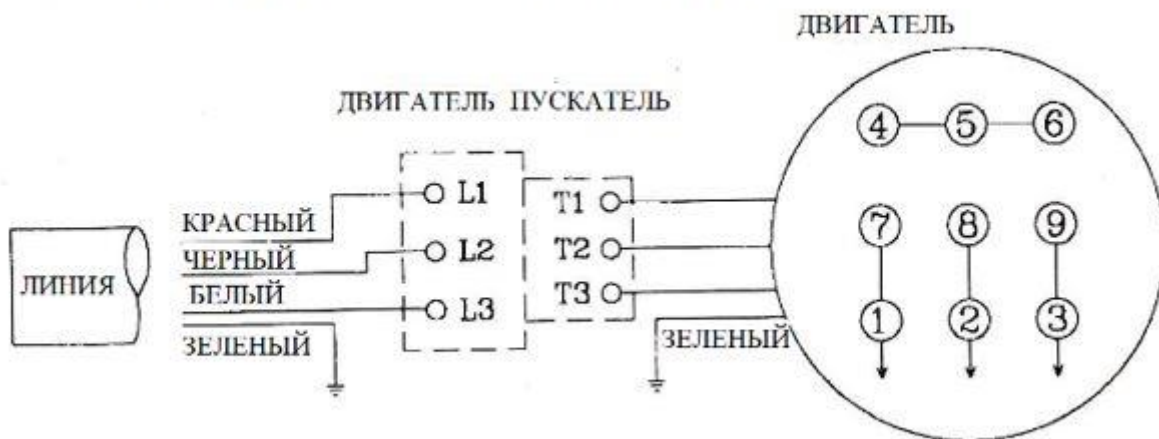 ДВИГАТЕЛЬ
ДВИГАТЕЛЬ ПУСКАТЕЛЬ
4 5 6
L1 T1
КРАСНЫЙ
7 8 9
L2 T2
ЧЕРНЫЙ
ЛИНИЯ
БЕЛЫЙ
L3 T3
1 2 3
ЗЕЛЕНЫЙ
ЗЕЛЕНЫЙ